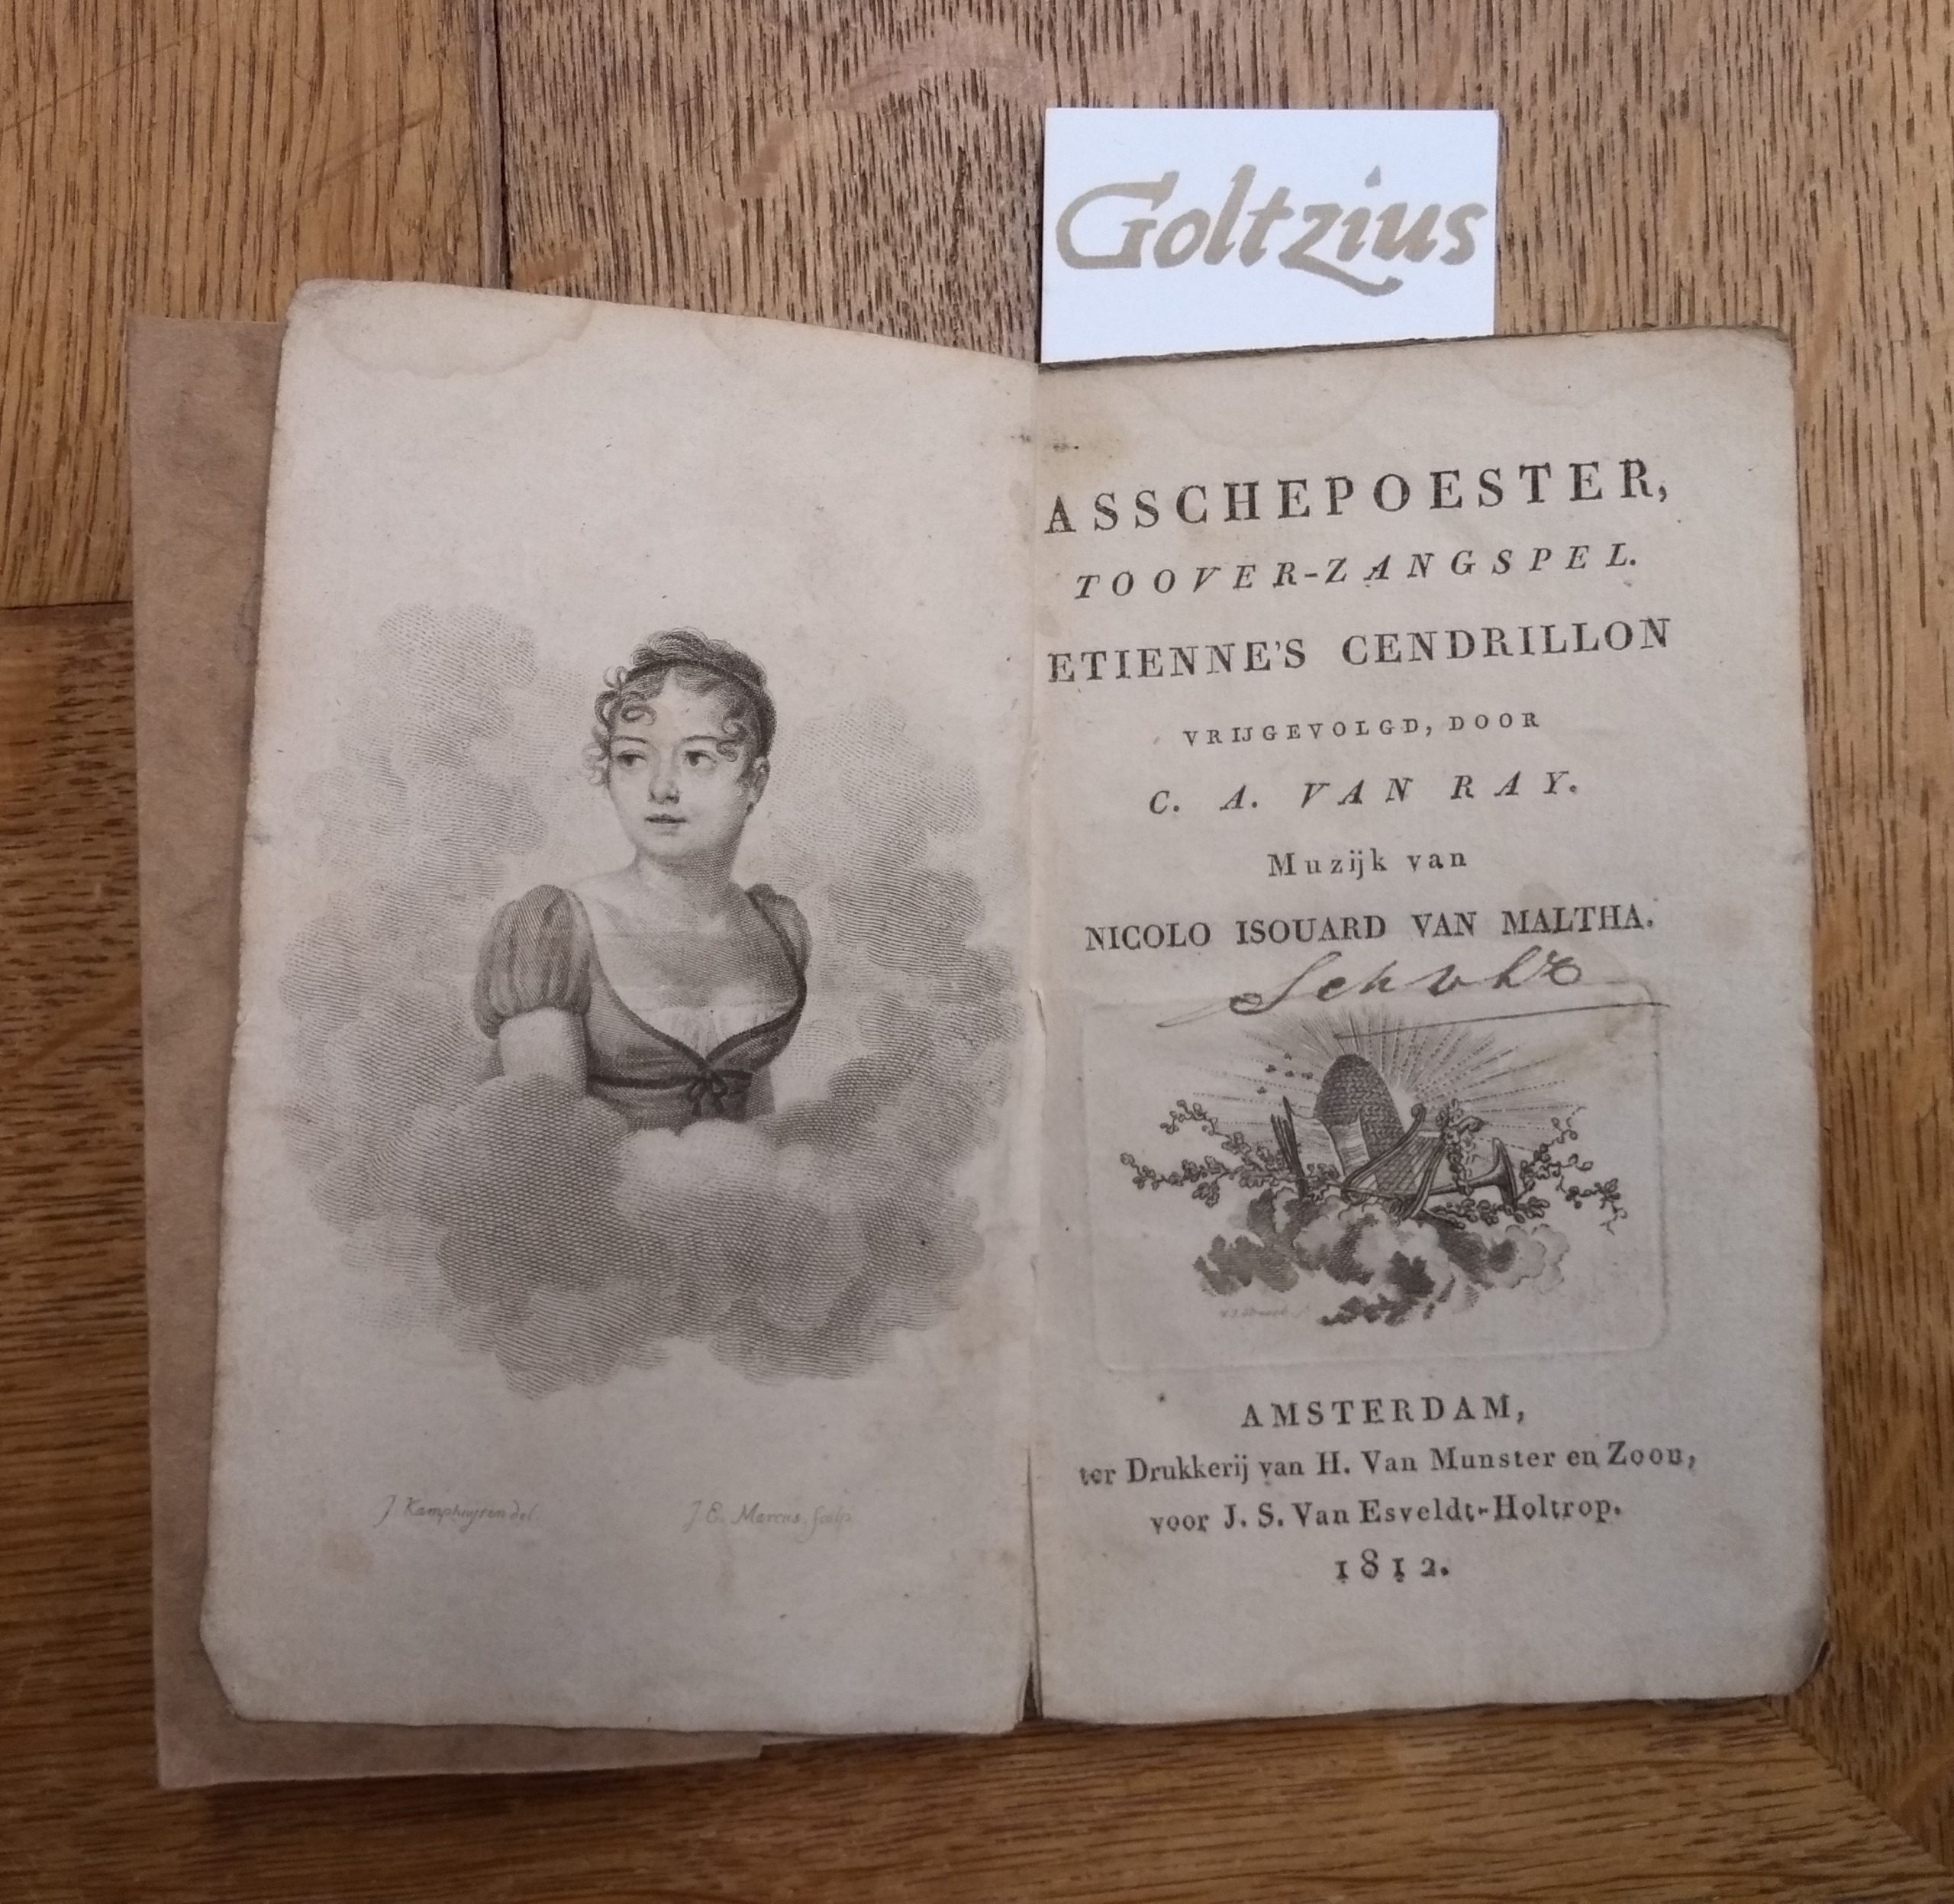 Goltzius
ASSCHEPOESTER,
TOOVER-ZANGSPEL.
ETIENNE'S CENDRILLON
VRIJGEVOLGD, DOOR
C. A. VAN RAY.
Muzijk van
NICOLO ISOUARD VAN MALTHA.
AMSTERDAM,
ter Drukkerij van H. Van Munster en Zoon,
voor J. S. Van Esveldt-Holtrop.
1812.
J Kamphuysen del
J. E. Marcus, sculp